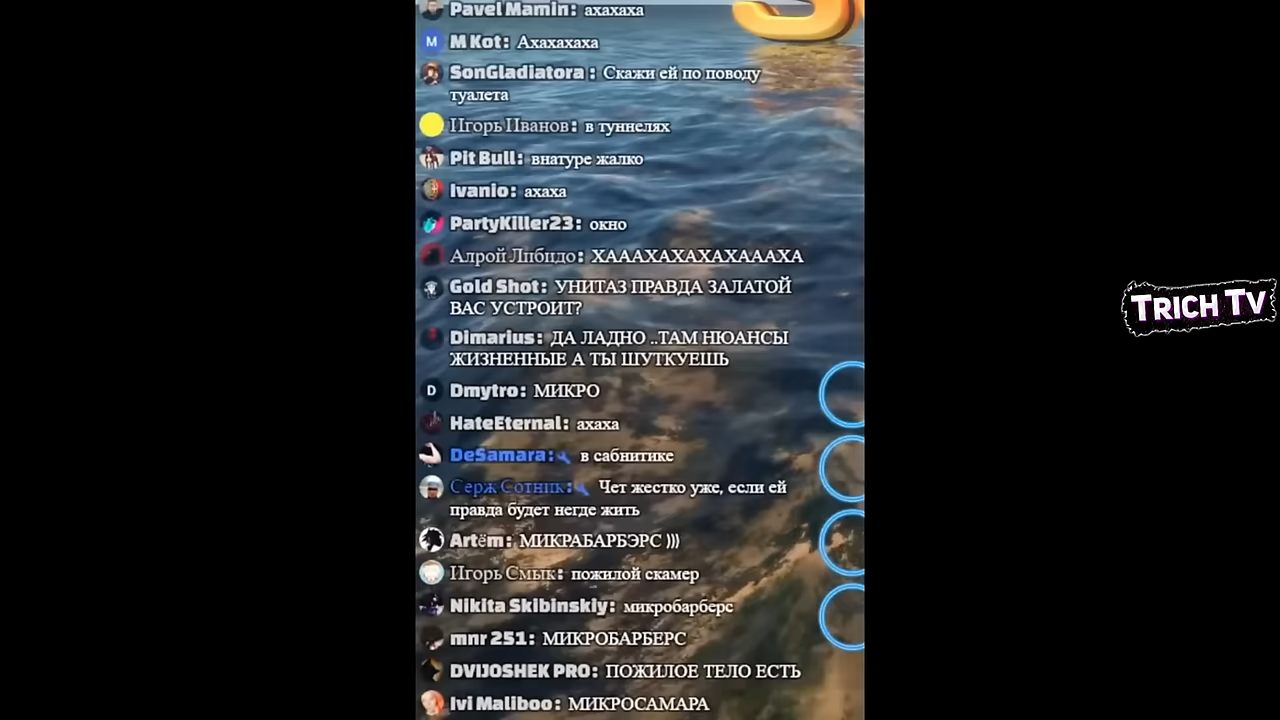 Pavel Mamin: ахахаха
M Kot: Ахахахаха
SonGladiatora : Скажи ей по поводу
туалета
Игорь Иванов: в туннелях
Pit Bull: внатуре жалко
Ivanio: ахаха
PartyKiller23: окно
Алрой Либидо: ХАААХАХАХАХАААХА
Gold Shot: УНИТАЗ ПРАВДА ЗАЛАТОЙ
ВАС УСТРОИТ?
Dimarius: ДА ЛАДНО ..ТАМ НЮАНСЫ
ЖИЗНЕННЫЕ А ТЫ ШУТКУЕШЬ
D Dmytro: МИКРО
HateEternal: ахаха
DeSamara: в сабнитике
Серж Сотник: Чет жестко уже, если ей
правда будет негде жить
Artём: МИКРАБАРБЭРС )))
Игорь Смык: пожилой скамер
Nikita Skibinskiy: микробарберс
mnr 251: МИКРОБАРБЕРС
DVIJOSHEK PRO: ПОЖИЛОЕ ТЕЛО ЕСТЬ
Ivi Maliboo: МИКРОСАМАРА
TRICH TV